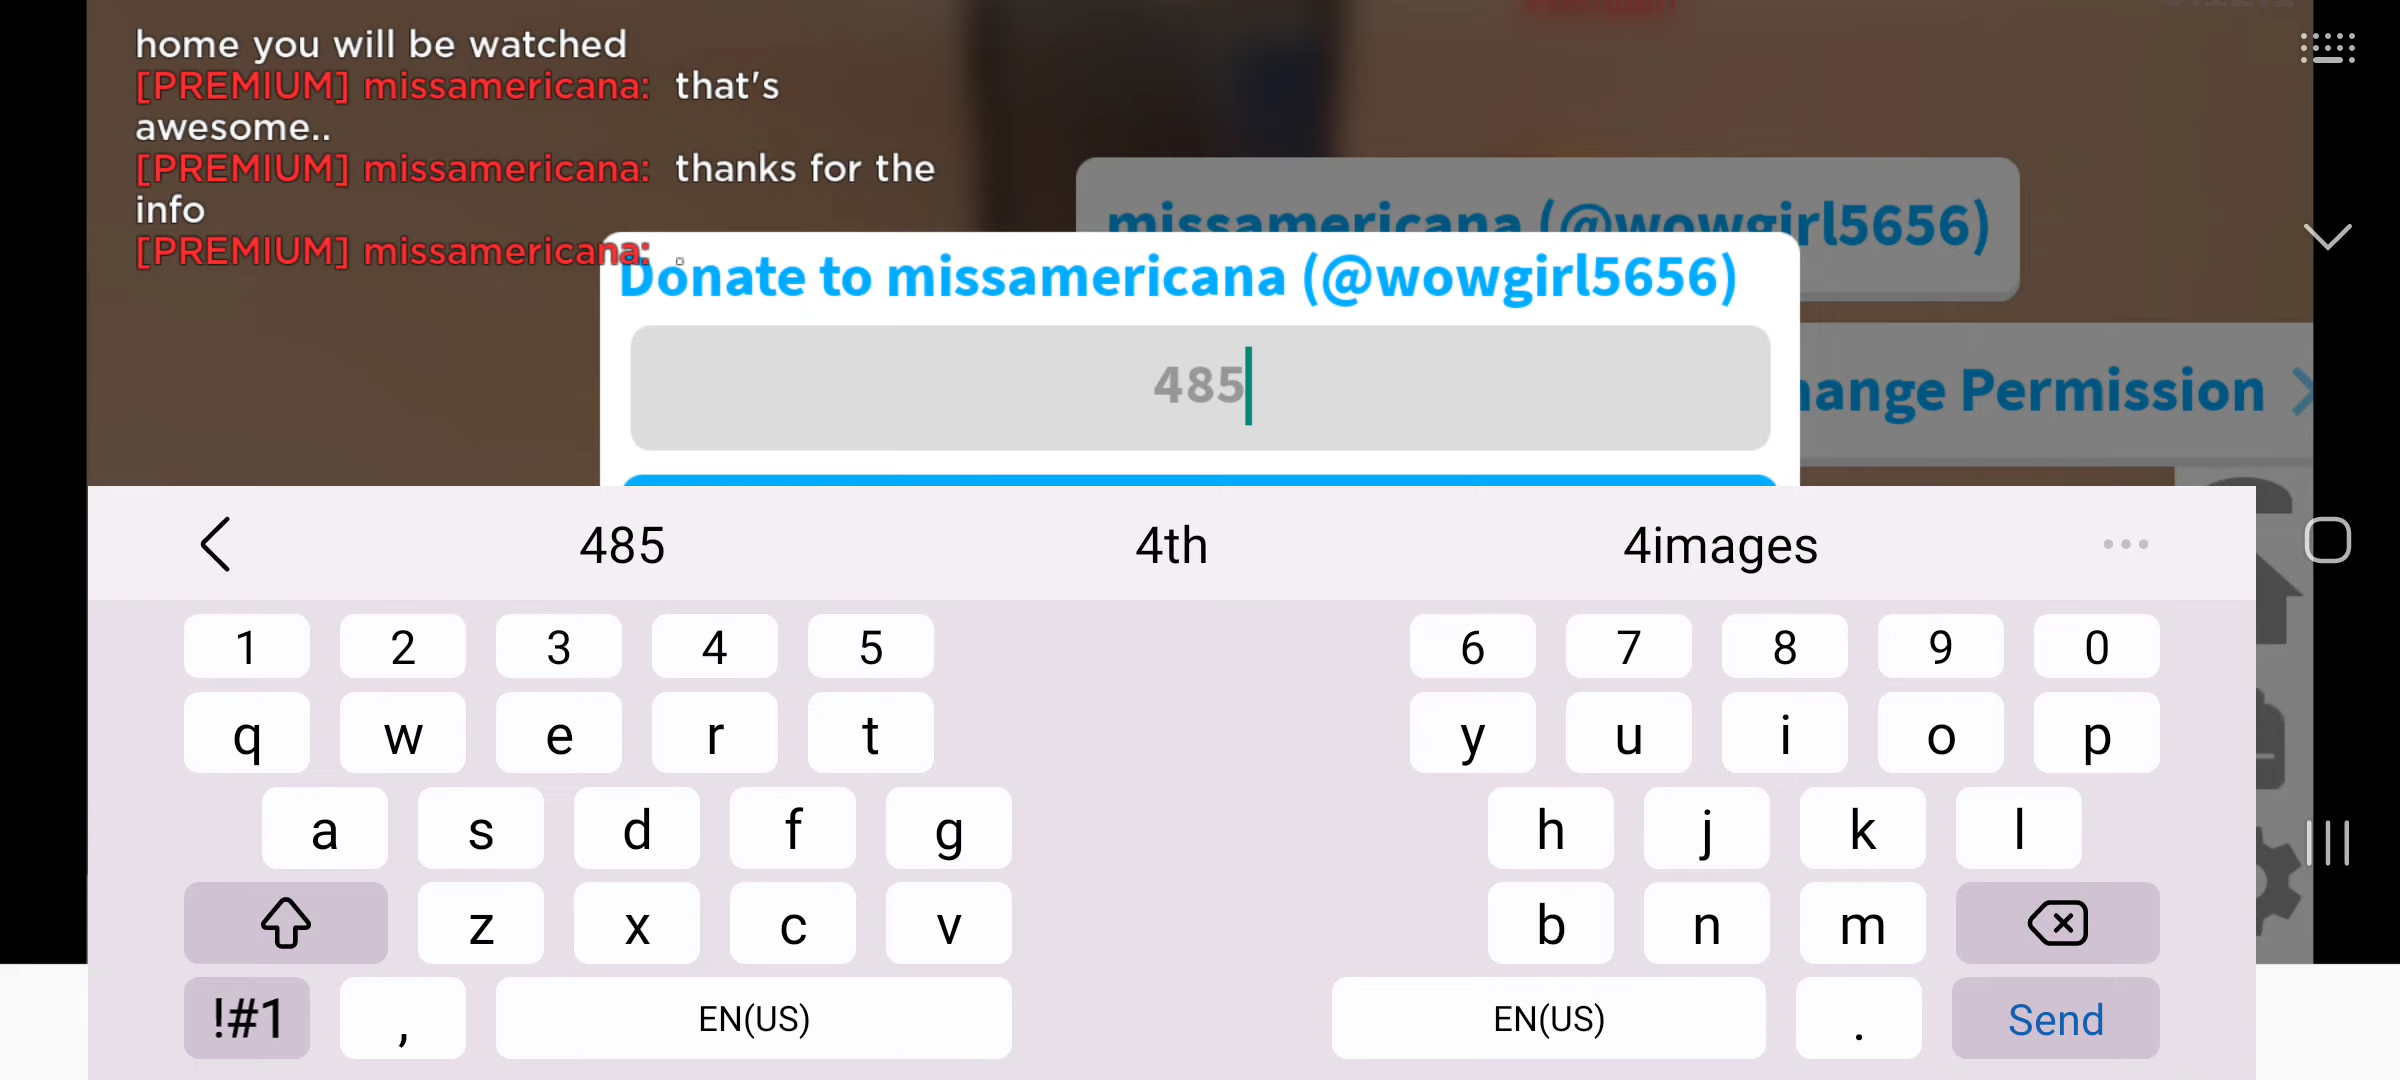 home you will be watched
[PREMIUM] missamericana: that's
awesome..
[PREMIUM] missamericana: thanks for the
info
[PREMIUM] missamericana: .
missamericana (@wowgirl5656)
Donate to missamericana (@wowgirl5656)
485
hange Permission
485 4th 4images
1 2 3 4 5 6 7 8 9 0
q w e r t y u i o p
a s d f g h j k l
z x c v b n m
!#1 , EN(US) EN(US) . Send